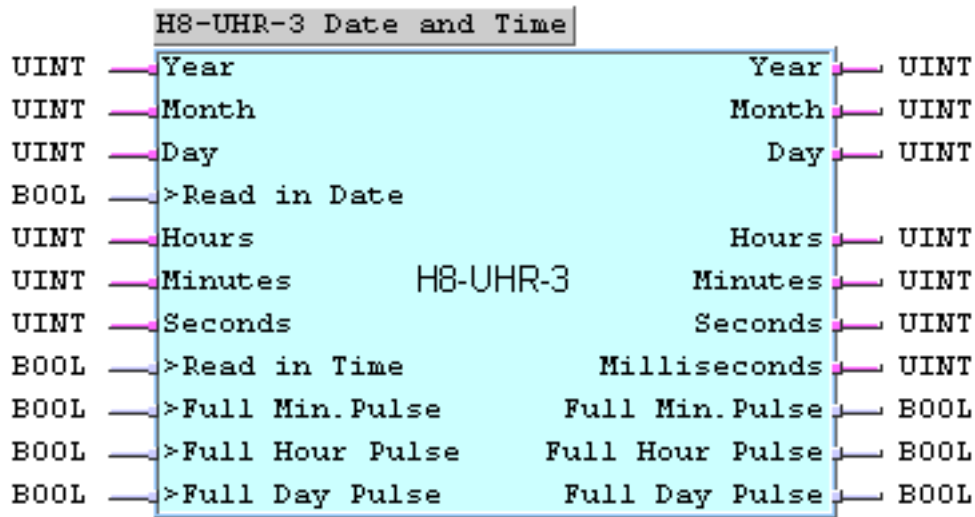 H8-UHR-3 Date and Time
UINT Year Year UINT
UINT Month Month UINT
UINT Day Day UINT
BOOL >Read in Date
UINT Hours Hours UINT
UINT Minutes H8-UHR-3 Minutes UINT
UINT Seconds Seconds UINT
BOOL >Read in Time Milliseconds UINT
BOOL >Full Min.Pulse Full Min.Pulse BOOL
BOOL >Full Hour Pulse Full Hour Pulse BOOL
BOOL >Full Day Pulse Full Day Pulse BOOL